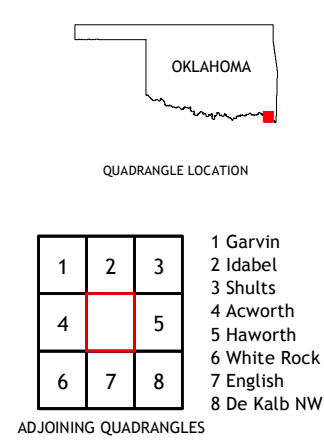 OKLAHOMA
QUADRANGLE LOCATION
1 2 3
4 5
6 7 8
1 Garvin
2 Idabel
3 Shults
4 Acworth
5 Haworth
6 White Rock
7 English
8 De Kalb NW
ADJOINING QUADRANGLES